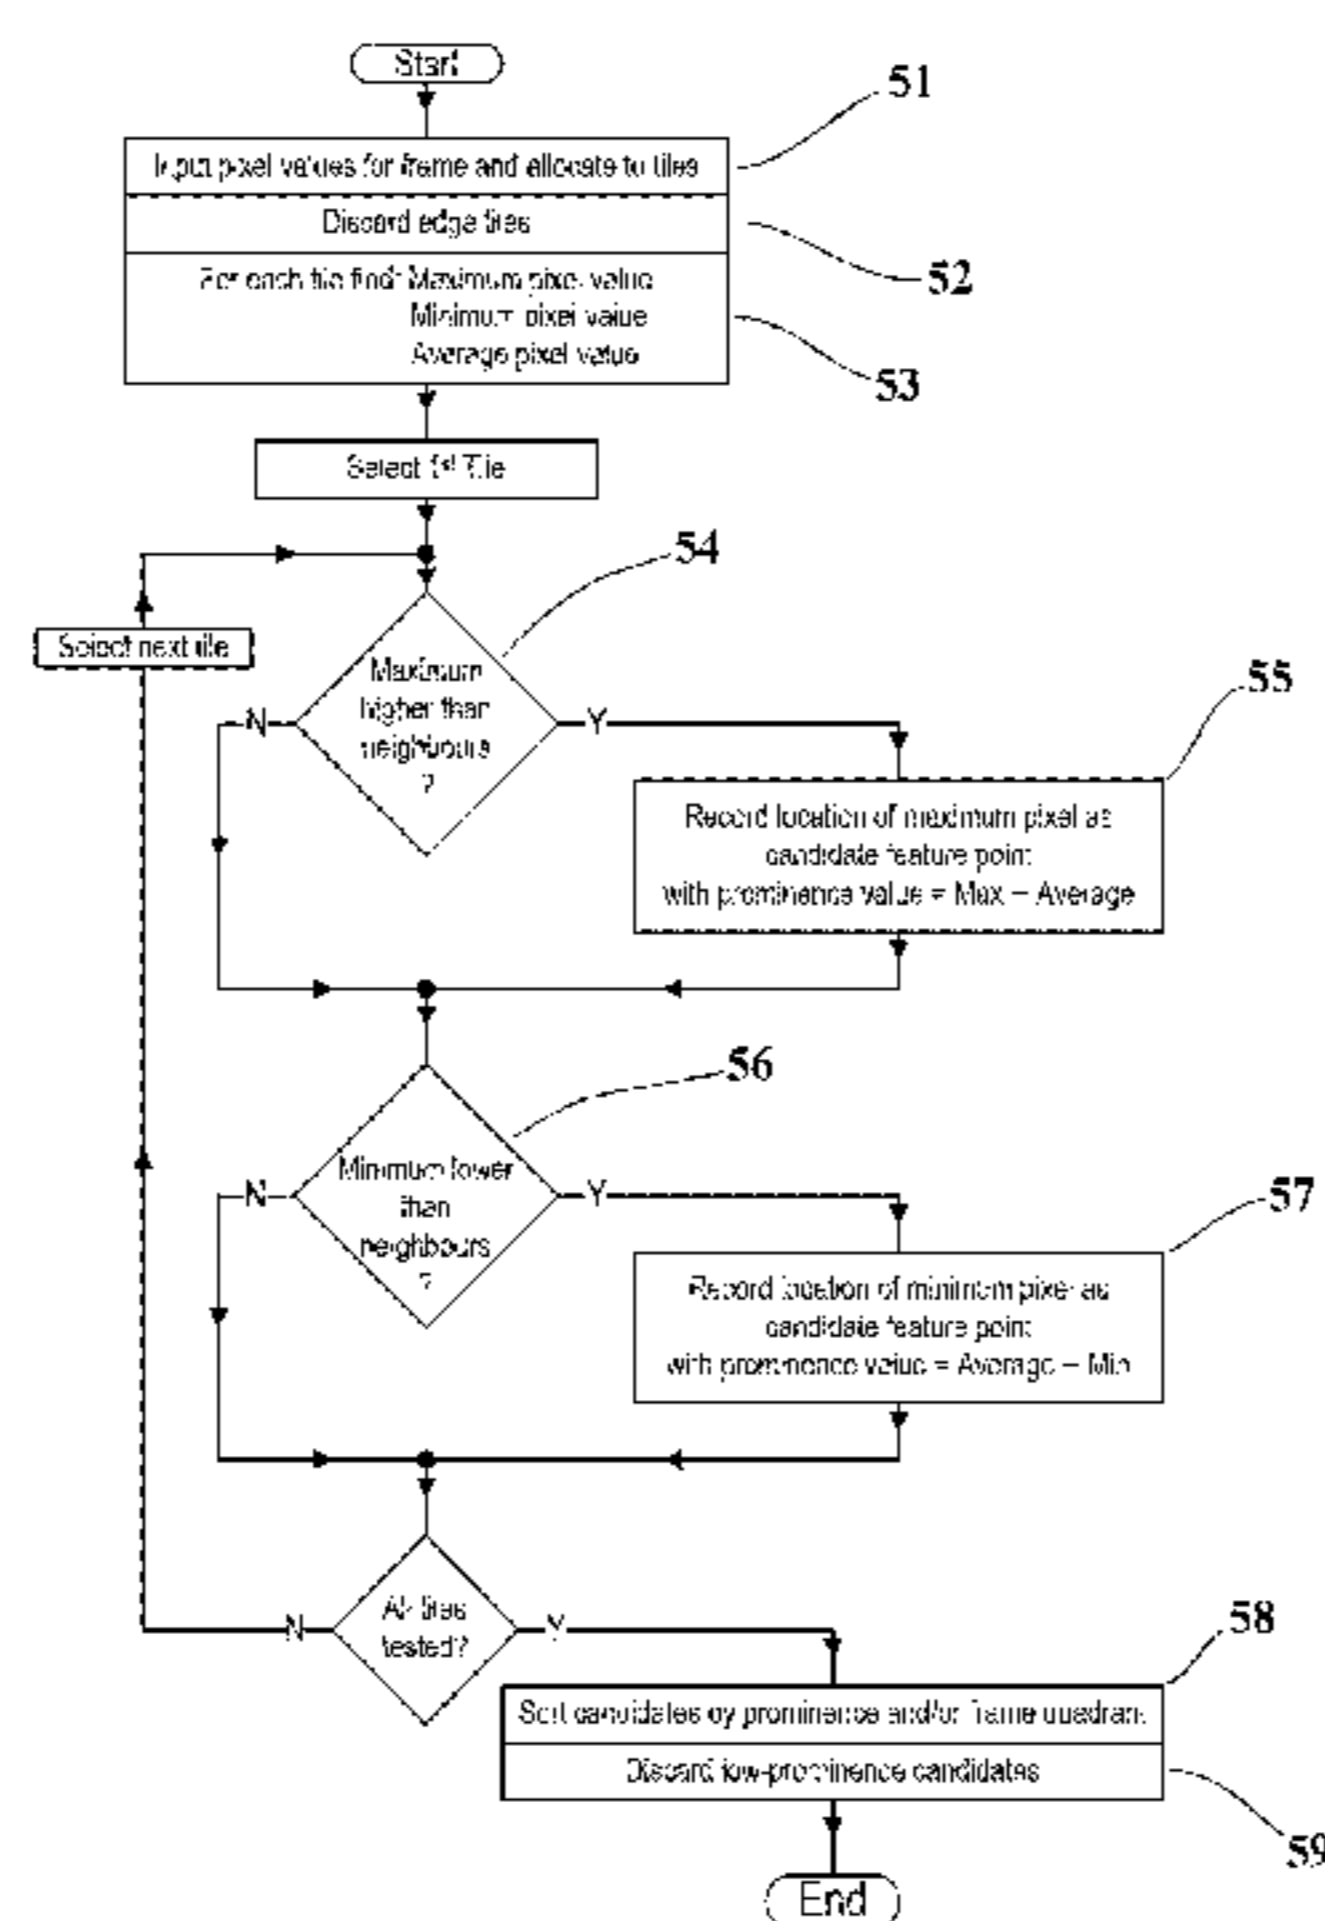 Start
51
Input pixel values for frame and allocate to tiles
Discard edge tiles
52
For each tile find: Maximum pixel value
Minimum pixel value
Average pixel value
53
Select 1st Tile
54
Select next tile
Maximum
higher than
neighbours
?
N
Y
55
Record location of maximum pixel as
candidate feature point
with prominence value = Max – Average
56
Minimum lower
than
neighbours
?
N
Y
57
Record location of minimum pixel as
candidate feature point
with prominence value = Average – Min
All tiles
tested?
N
Y
58
Sort candidates by prominence and/or frame quadrant
Discard low-prominence candidates
59
End